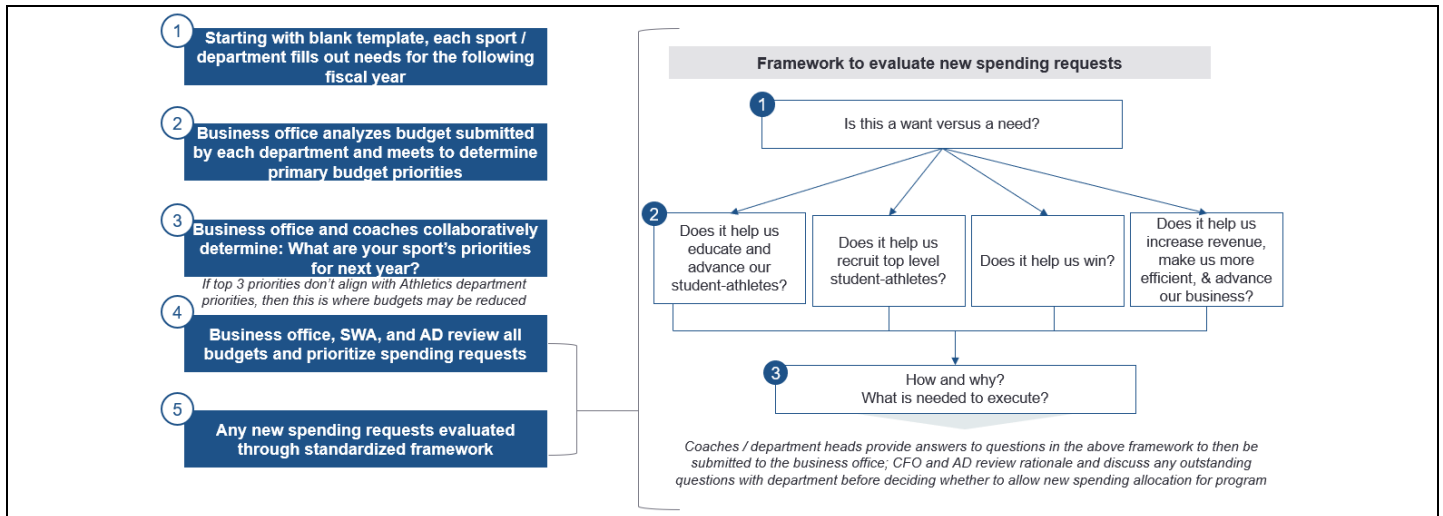 1
Starting with blank template, each sport /
department fills out needs for the following
fiscal year
2
Business office analyzes budget submitted
by each department and meets to determine
primary budget priorities
3
Business office and coaches collaboratively
determine: What are your sport's priorities
for next year?
If top 3 priorities don't align with Athletics department
priorities, then this is where budgets may be reduced
4
Business office, SWA, and AD review all
budgets and prioritize spending requests
5
Any new spending requests evaluated
through standardized framework
Framework to evaluate new spending requests
1
Is this a want versus a need?
2
Does it help us
educate and
advance our
student-athletes?
Does it help us
recruit top level
student-athletes?
Does it help us win?
Does it help us
increase revenue,
make us more
efficient, & advance
our business?
3
How and why?
What is needed to execute?
Coaches / department heads provide answers to questions in the above framework to then be
submitted to the business office; CFO and AD review rationale and discuss any outstanding
questions with department before deciding whether to allow new spending allocation for program